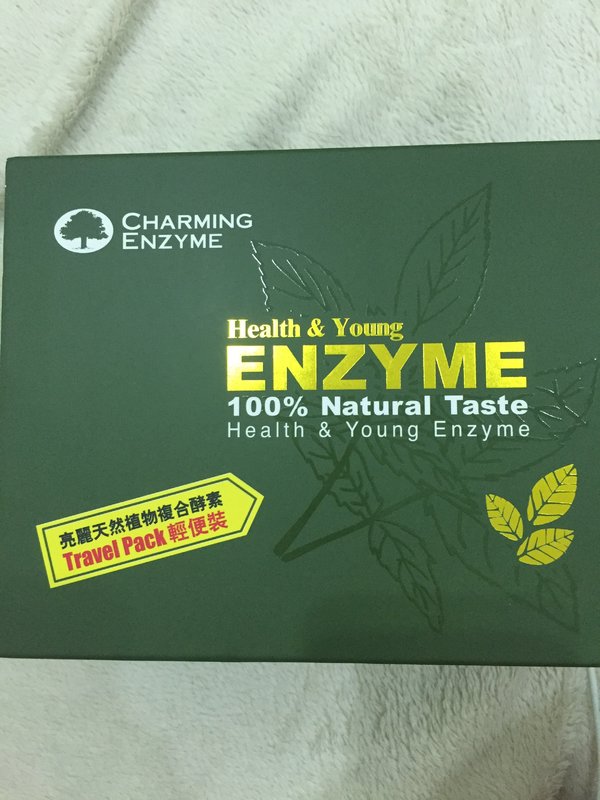 CHARMING
ENZYME
Health & Young
ENZYME
100% Natural Taste
Health & Young Enzyme
亮麗天然植物複合酵素
Travel Pack 輕便裝